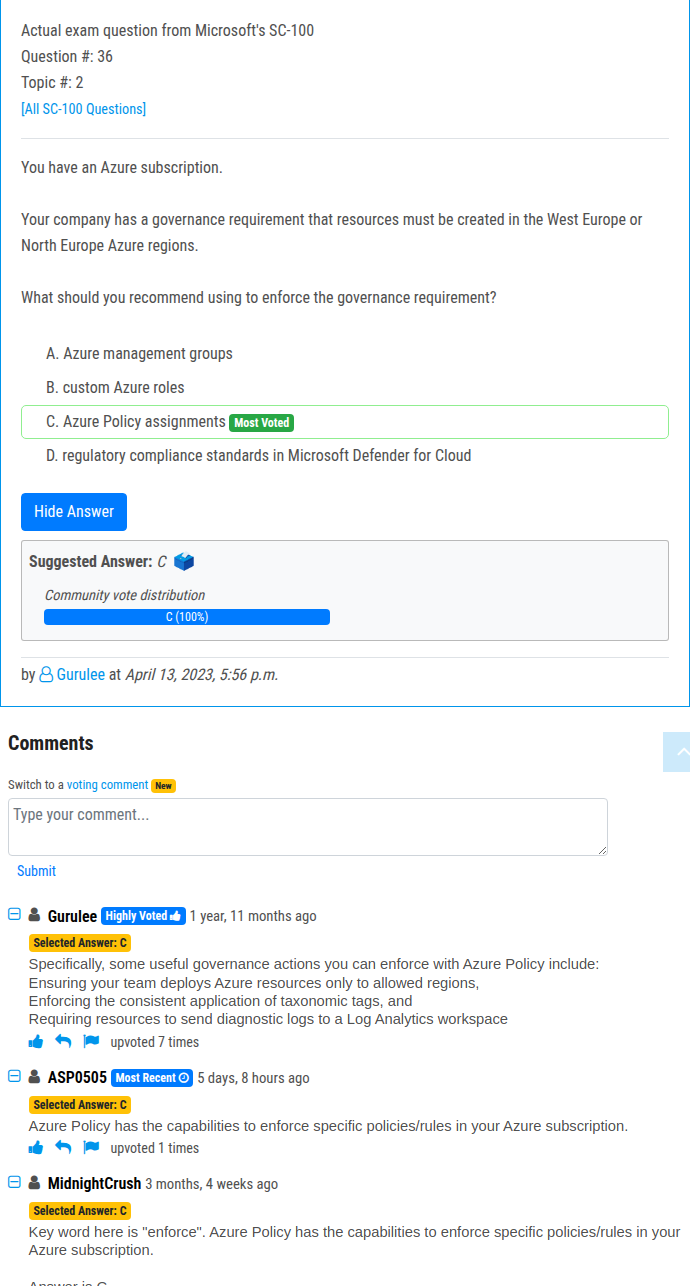 Actual exam question from Microsoft's SC-100
Question #: 36
Topic #: 2
[All SC-100 Questions]
You have an Azure subscription.
Your company has a governance requirement that resources must be created in the West Europe or
North Europe Azure regions.
What should you recommend using to enforce the governance requirement?
A. Azure management groups
B. custom Azure roles
C. Azure Policy assignments Most Voted
D. regulatory compliance standards in Microsoft Defender for Cloud
Hide Answer
Suggested Answer: C
Community vote distribution
C (100%)
by Gurulee at April 13, 2023, 5:56 p.m.
Comments
Switch to a voting comment New
Type your comment...
Submit
Gurulee Highly Voted 1 year, 11 months ago
Selected Answer: C
Specifically, some useful governance actions you can enforce with Azure Policy include:
Ensuring your team deploys Azure resources only to allowed regions,
Enforcing the consistent application of taxonomic tags, and
Requiring resources to send diagnostic logs to a Log Analytics workspace
upvoted 7 times
ASP0505 Most Recent 5 days, 8 hours ago
Selected Answer: C
Azure Policy has the capabilities to enforce specific policies/rules in your Azure subscription.
upvoted 1 times
MidnightCrush 3 months, 4 weeks ago
Selected Answer: C
Key word here is "enforce". Azure Policy has the capabilities to enforce specific policies/rules in your
Azure subscription.
Answer is C